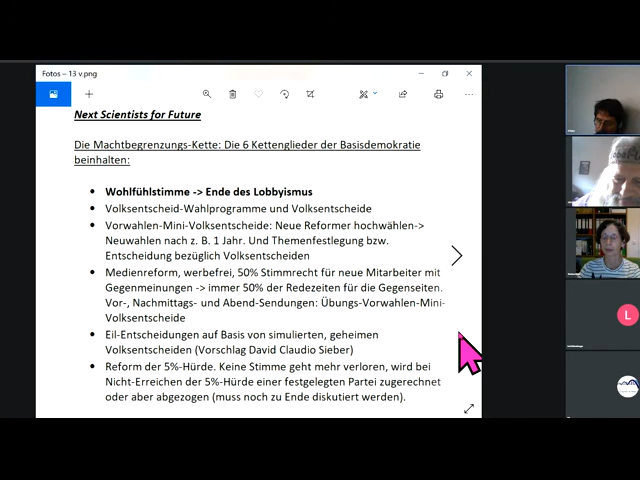 Fotos – 13 v.png
Next Scientists for Future
Die Machtbegrenzungs-Kette: Die 6 Kettenglieder der Basisdemokratie
beinhalten:
Wohlfühlstimme -> Ende des Lobbyismus
Volksentscheid-Wahlprogramme und Volksentscheide
Vorwahlen-Mini-Volksentscheide: Neue Reformer hochwählen->
Neuwahlen nach z. B. 1 Jahr. Und Themenfestlegung bzw.
Entscheidung bezüglich Volksentscheiden
Medienreform, werbefrei, 50% Stimmrecht für neue Mitarbeiter mit
Gegenmeinungen -> immer 50% der Redezeiten für die Gegenseiten.
Vor-, Nachmittags- und Abend-Sendungen: Übungs-Vorwahlen-Mini-
Volksentscheide
Eil-Entscheidungen auf Basis von simulierten, geheimen
Volksentscheiden (Vorschlag David Claudio Sieber)
Reform der 5%-Hürde. Keine Stimme geht mehr verloren, wird bei
Nicht-Erreichen der 5%-Hürde einer festgelegten Partei zugerechnet
oder aber abgezogen (muss noch zu Ende diskutiert werden).
L